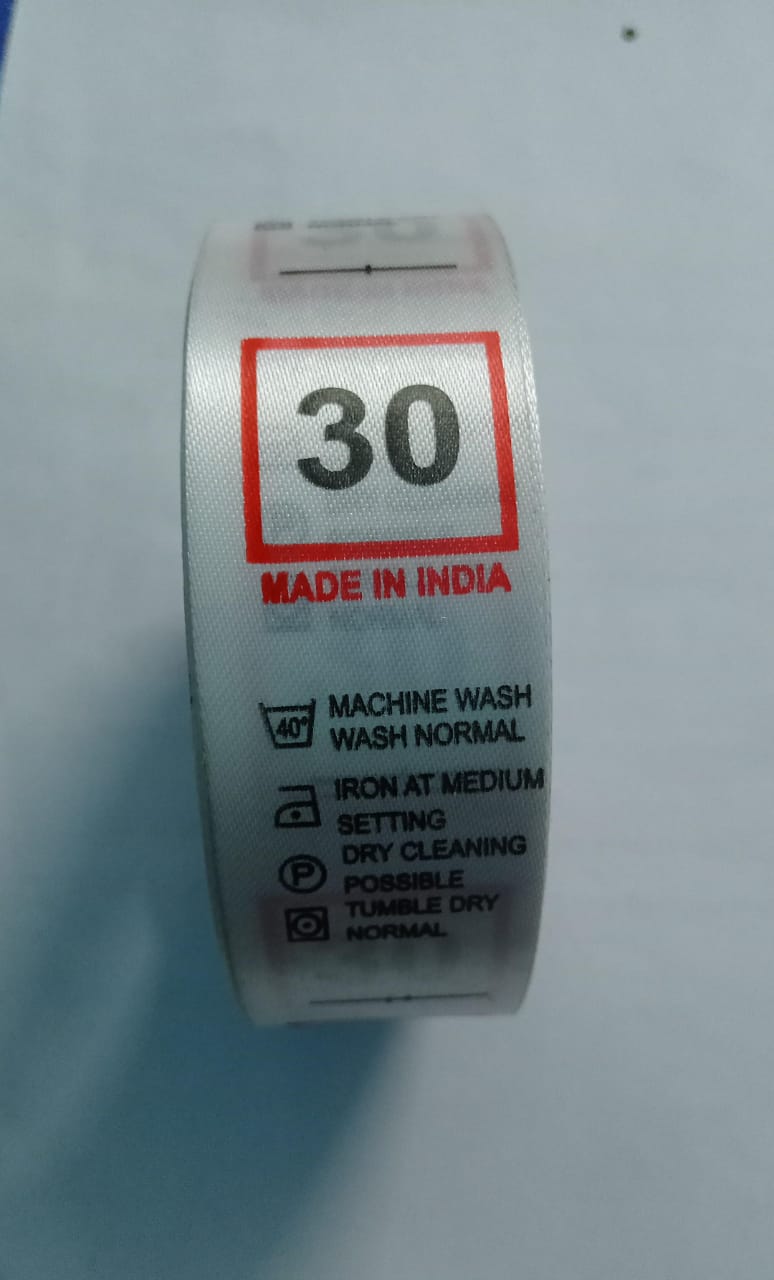 30
MADE IN INDIA
40° MACHINE WASH
WASH NORMAL
IRON AT MEDIUM
SETTING
P DRY CLEANING
POSSIBLE
TUMBLE DRY
NORMAL